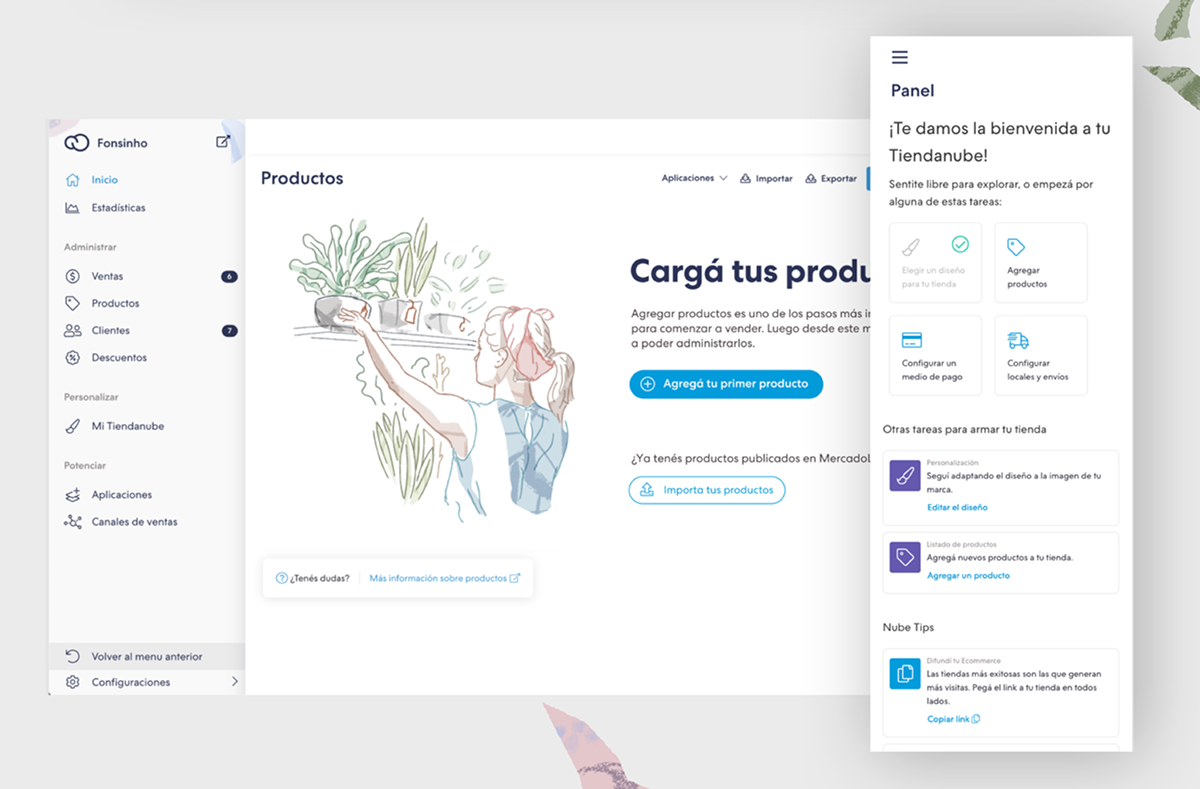 Fonsinho
Inicio
Estadísticas
Administrar
Ventas 6
Productos
Clientes 7
Descuentos
Personalizar
Mi Tiendanube
Potenciar
Aplicaciones
Canales de ventas
Volver al menu anterior
Configuraciones
Productos
Aplicaciones Importar Exportar
Cargá tus produ
Agregar productos es uno de los pasos más i
para comenzar a vender. Luego desde este m
a poder administrarlos.
Agregá tu primer producto
¿Ya tenés productos publicados en Mercado
Importa tus productos
¿Tenés dudas? Más información sobre productos
Panel
¡Te damos la bienvenida a tu
Tiendanube!
Sentite libre para explorar, o empezá por
alguna de estas tareas:
Elegir un diseño
para tu tienda
Agregar
productos
Configurar un
medio de pago
Configurar
locales y envíos
Otras tareas para armar tu tienda
Personalización
Seguí adaptando el diseño a la imagen de tu
marca.
Editar el diseño
Listado de productos
Agregá nuevos productos a tu tienda.
Agregar un producto
Nube Tips
Difundí tu Ecommerce
Las tiendas más exitosas son las que generan
más visitas. Pegá el link a tu tienda en todos
lados.
Copiar link